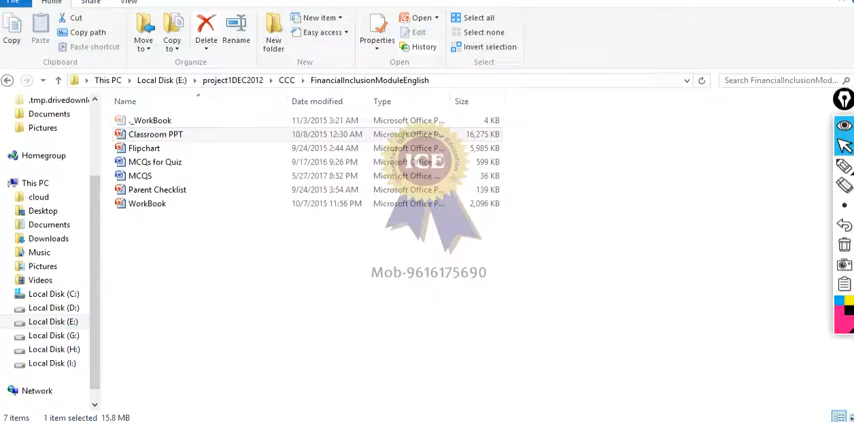 Home Share View
Copy
Paste
Cut
Copy path
Paste shortcut
Clipboard
Move to
Copy to
Delete
Rename
Organize
New folder
New item
Easy access
New
Properties
Open
Edit
History
Open
Select all
Select none
Invert selection
Select
This PC Local Disk (E:) project1DEC2012 CCC FinancialInclusionModuleEnglish
Search FinancialInclusionMod...
Name Date modified Type Size
._WorkBook 11/3/2015 3:21 AM Microsoft Office P... 4 KB
Classroom PPT 10/8/2015 12:30 AM Microsoft Office P... 16,275 KB
Flipchart 9/24/2015 2:44 AM Microsoft Office P... 5,985 KB
MCQs for Quiz 9/17/2016 9:26 PM Microsoft Office ... 599 KB
MCQS 5/27/2017 8:52 PM Microsoft Office ... 36 KB
Parent Checklist 9/24/2015 3:54 AM Microsoft Office P... 139 KB
WorkBook 10/7/2015 11:56 PM Microsoft Office P... 2,096 KB
.tmp.drivedownl
Documents
Pictures
Homegroup
This PC
cloud
Desktop
Documents
Downloads
Music
Pictures
Videos
Local Disk (C:)
Local Disk (D:)
Local Disk (E:)
Local Disk (G:)
Local Disk (H:)
Local Disk (I:)
Network
ICE
Mob-9616175690
7 items 1 item selected 15.8 MB